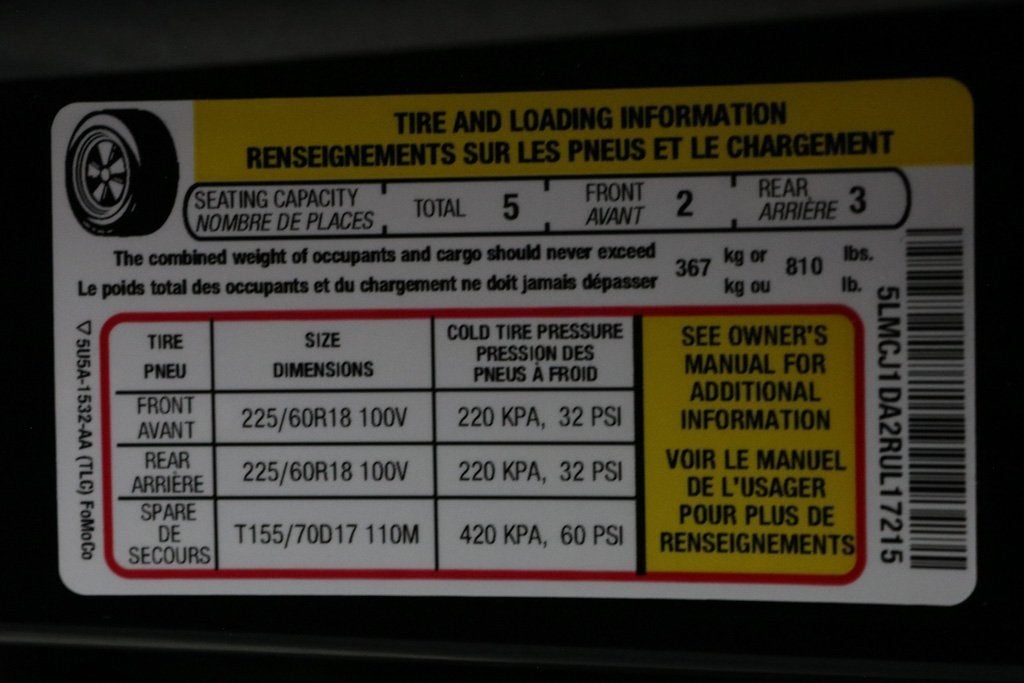 TIRE AND LOADING INFORMATION
RENSEIGNEMENTS SUR LES PNEUS ET LE CHARGEMENT
SEATING CAPACITY TOTAL 5 FRONT 2 REAR 3
NOMBRE DE PLACES AVANT ARRIÈRE
The combined weight of occupants and cargo should never exceed 367 kg or 810 lbs.
Le poids total des occupants et du chargement ne doit jamais dépasser kg ou lb.
TIRE SIZE COLD TIRE PRESSURE
PNEU DIMENSIONS PRESSION DES
PNEUS À FROID
FRONT
AVANT 225/60R18 100V 220 KPA, 32 PSI
REAR
ARRIÈRE 225/60R18 100V 220 KPA, 32 PSI
SPARE
DE
SECOURS T155/70D17 110M 420 KPA, 60 PSI
SEE OWNER'S
MANUAL FOR
ADDITIONAL
INFORMATION
VOIR LE MANUEL
DE L'USAGER
POUR PLUS DE
RENSEIGNEMENTS
5U5A-1532-AA (TLC) FoMoCo
5LMCJ1DA2RUL17215